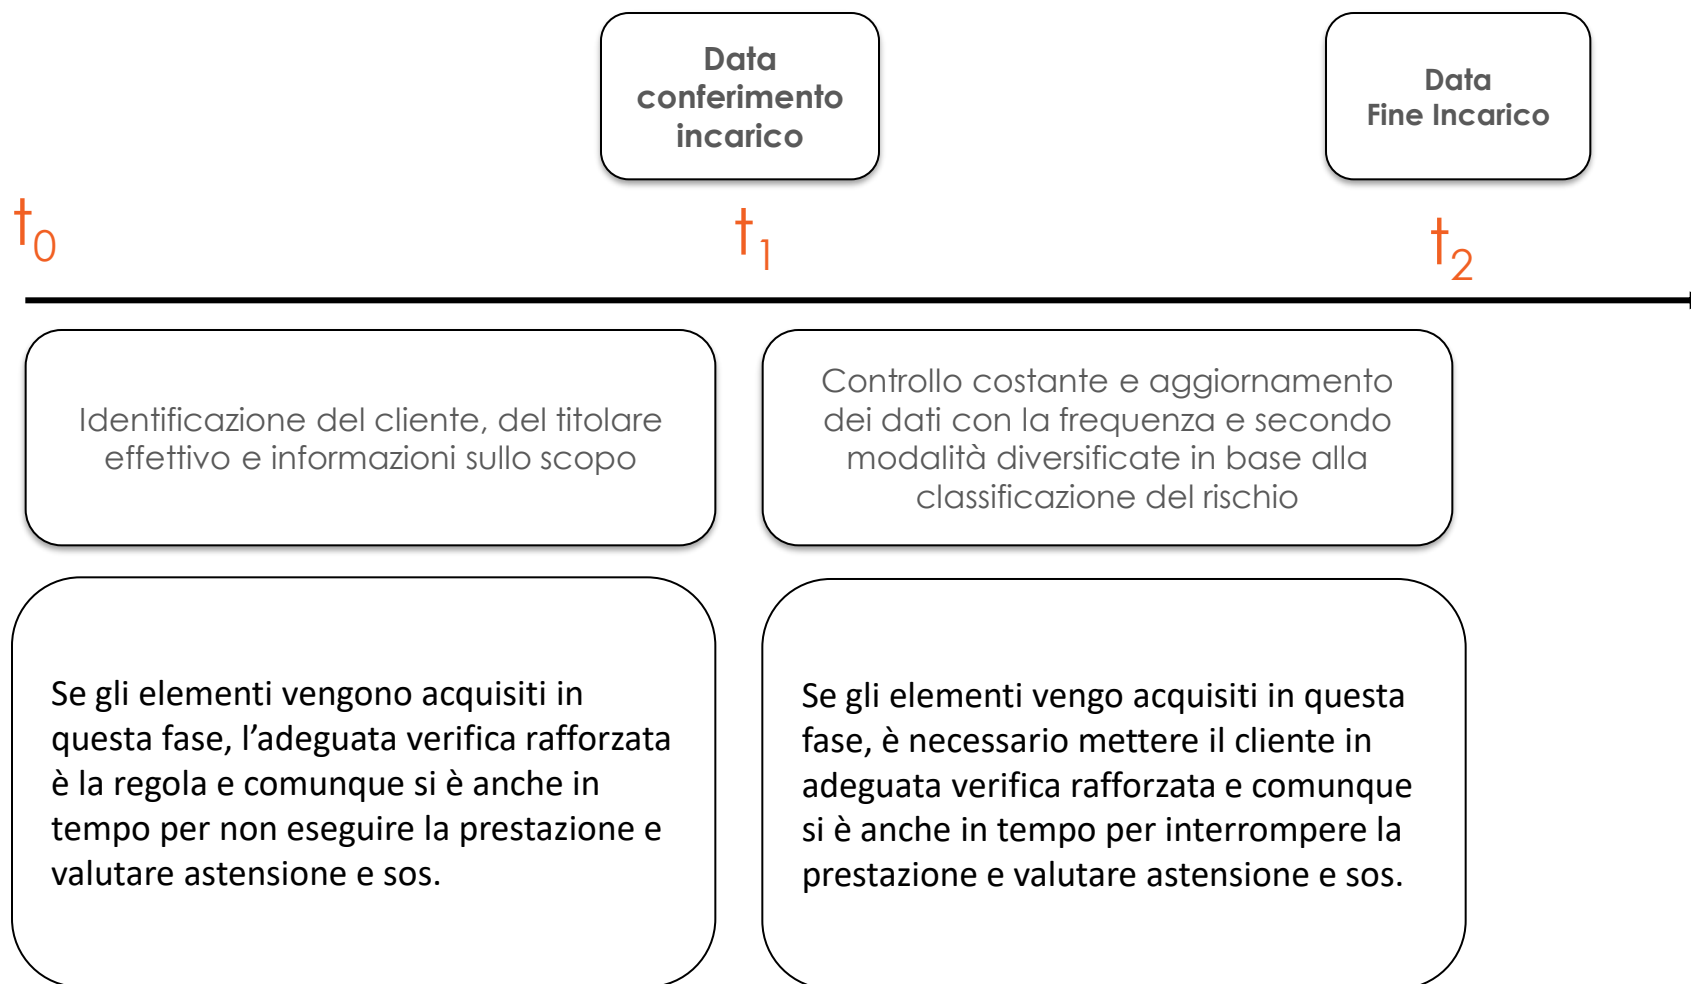 Data
conferimento
incarico
Data
Fine Incarico
t0
t1
t2
Identificazione del cliente, del titolare
effettivo e informazioni sullo scopo
Controllo costante e aggiornamento
dei dati con la frequenza e secondo
modalità diversificate in base alla
classificazione del rischio
Se gli elementi vengono acquisiti in
questa fase, l’adeguata verifica rafforzata
è la regola e comunque si è anche in
tempo per non eseguire la prestazione e
valutare astensione e sos.
Se gli elementi vengo acquisiti in questa
fase, è necessario mettere il cliente in
adeguata verifica rafforzata e comunque
si è anche in tempo per interrompere la
prestazione e valutare astensione e sos.